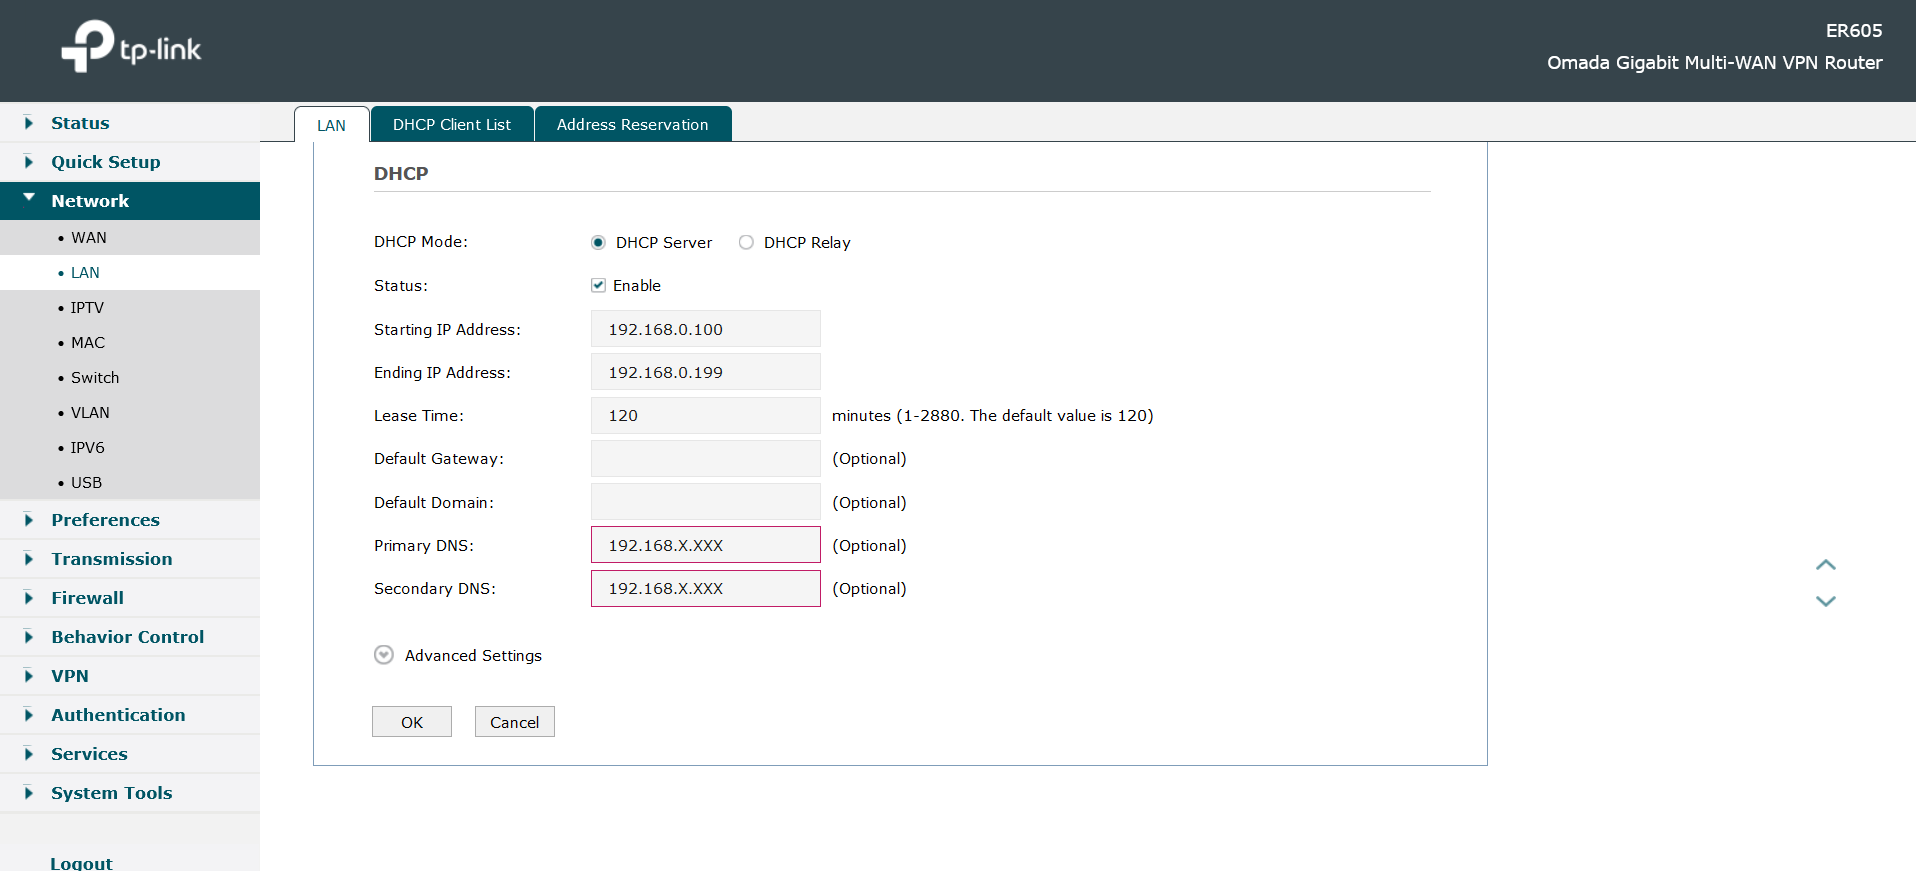 tp-link
ER605
Omada Gigabit Multi-WAN VPN Router
Status
Quick Setup
Network
• WAN
• LAN
• IPTV
• MAC
• Switch
• VLAN
• IPV6
• USB
Preferences
Transmission
Firewall
Behavior Control
VPN
Authentication
Services
System Tools
Logout
LAN DHCP Client List Address Reservation
DHCP
DHCP Mode: DHCP Server DHCP Relay
Status: Enable
Starting IP Address: 192.168.0.100
Ending IP Address: 192.168.0.199
Lease Time: 120 minutes (1-2880. The default value is 120)
Default Gateway: (Optional)
Default Domain: (Optional)
Primary DNS: 192.168.X.XXX (Optional)
Secondary DNS: 192.168.X.XXX (Optional)
Advanced Settings
OK Cancel